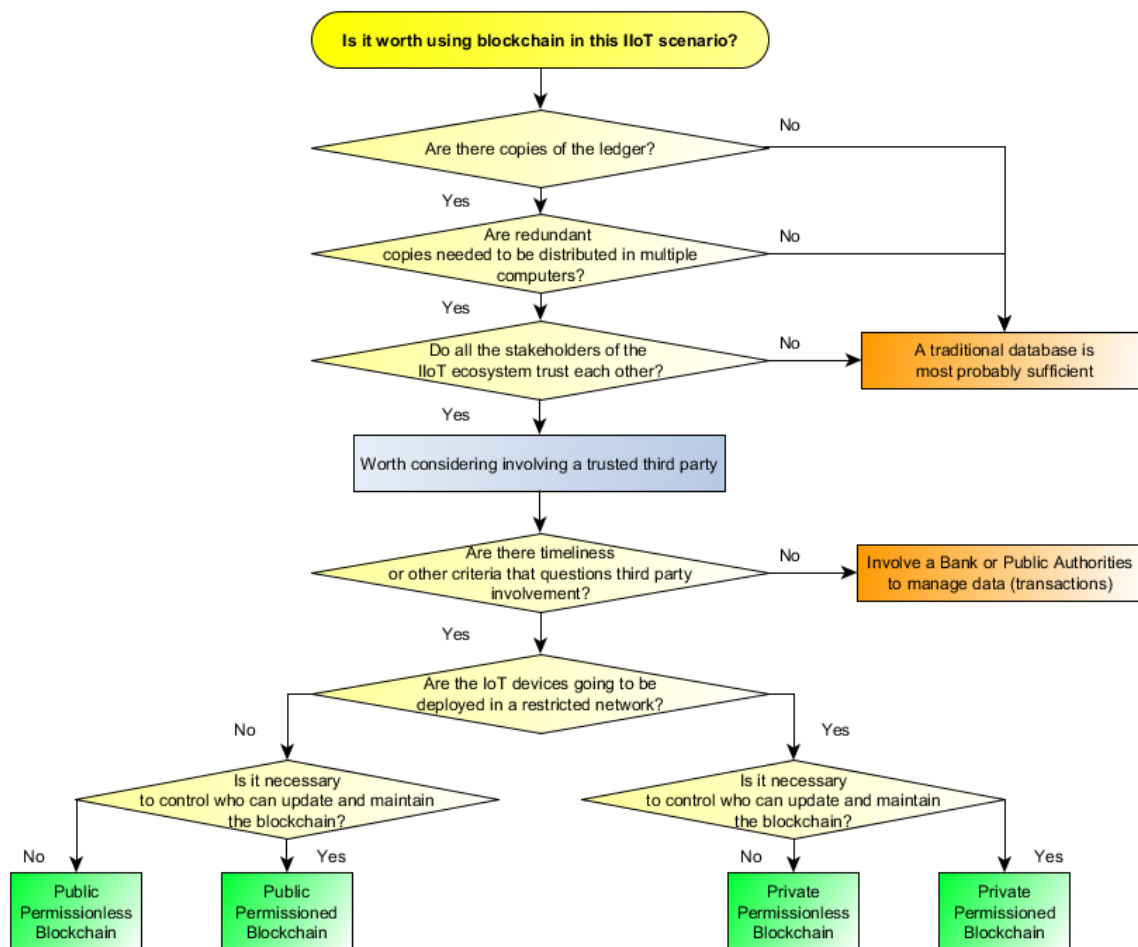 Is it worth using blockchain in this IIoT scenario?
No
Are there copies of the ledger?
Yes
Are redundant
copies needed to be distributed in multiple
computers?
No
Yes
Do all the stakeholders of the
IIoT ecosystem trust each other?
No
A traditional database is
most probably sufficient
Yes
Worth considering involving a trusted third party
Are there timeliness
or other criteria that questions third party
involvement?
No
Involve a Bank or Public Authorities
to manage data (transactions)
Yes
Are the IoT devices going to be
deployed in a restricted network?
No
Yes
Is it necessary
to control who can update and maintain
the blockchain?
Is it necessary
to control who can update and maintain
the blockchain?
No
Yes
No
Yes
Public
Permissionless
Blockchain
Public
Permissioned
Blockchain
Private
Permissionless
Blockchain
Private
Permissioned
Blockchain